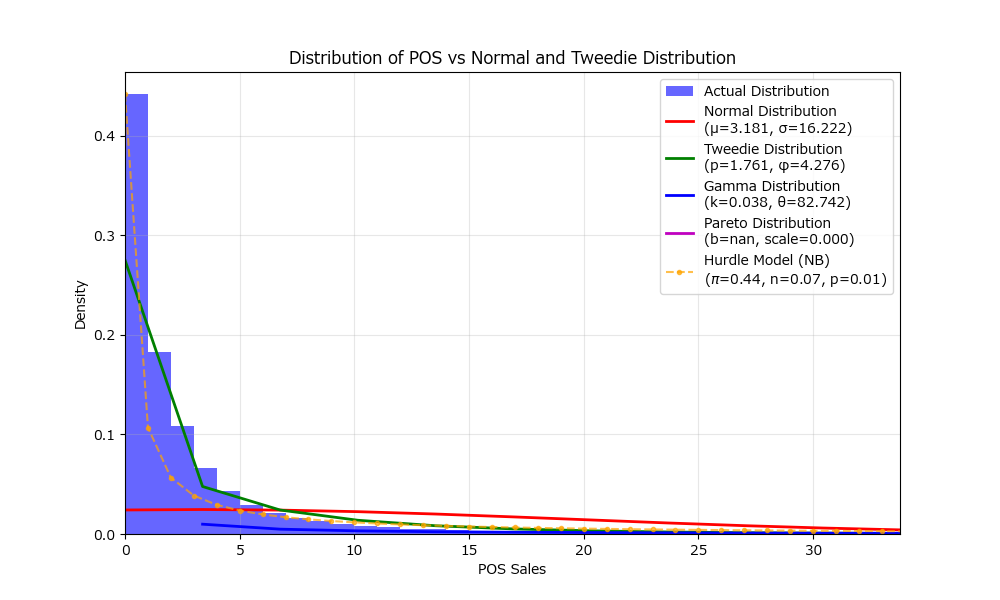 Distribution of POS vs Normal and Tweedie Distribution
Density
0.4
0.3
0.2
0.1
0.0
0 5 10 15 20 25 30
POS Sales
Actual Distribution
Normal Distribution
(μ=3.181, σ=16.222)
Tweedie Distribution
(p=1.761, φ=4.276)
Gamma Distribution
(k=0.038, θ=82.742)
Pareto Distribution
(b=nan, scale=0.000)
Hurdle Model (NB)
(π=0.44, n=0.07, p=0.01)